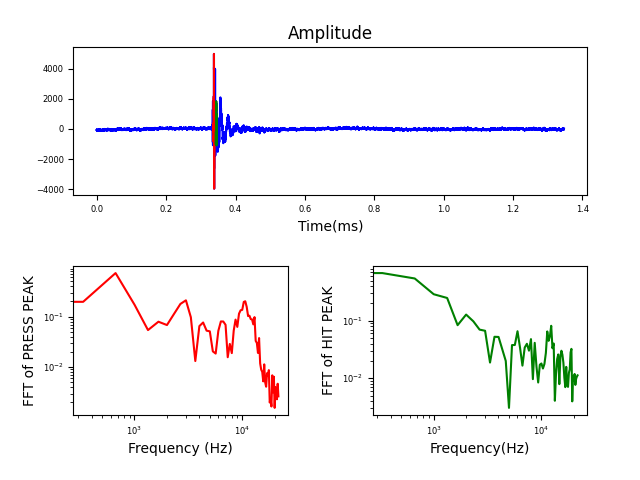 Amplitude
4000
2000
0
−2000
−4000
0.0 0.2 0.4 0.6 0.8 1.0 1.2 1.4
Time(ms)
FFT of PRESS PEAK
10⁻¹
10⁻²
10³ 10⁴
Frequency (Hz)
FFT of HIT PEAK
10⁻¹
10⁻²
10³ 10⁴
Frequency(Hz)